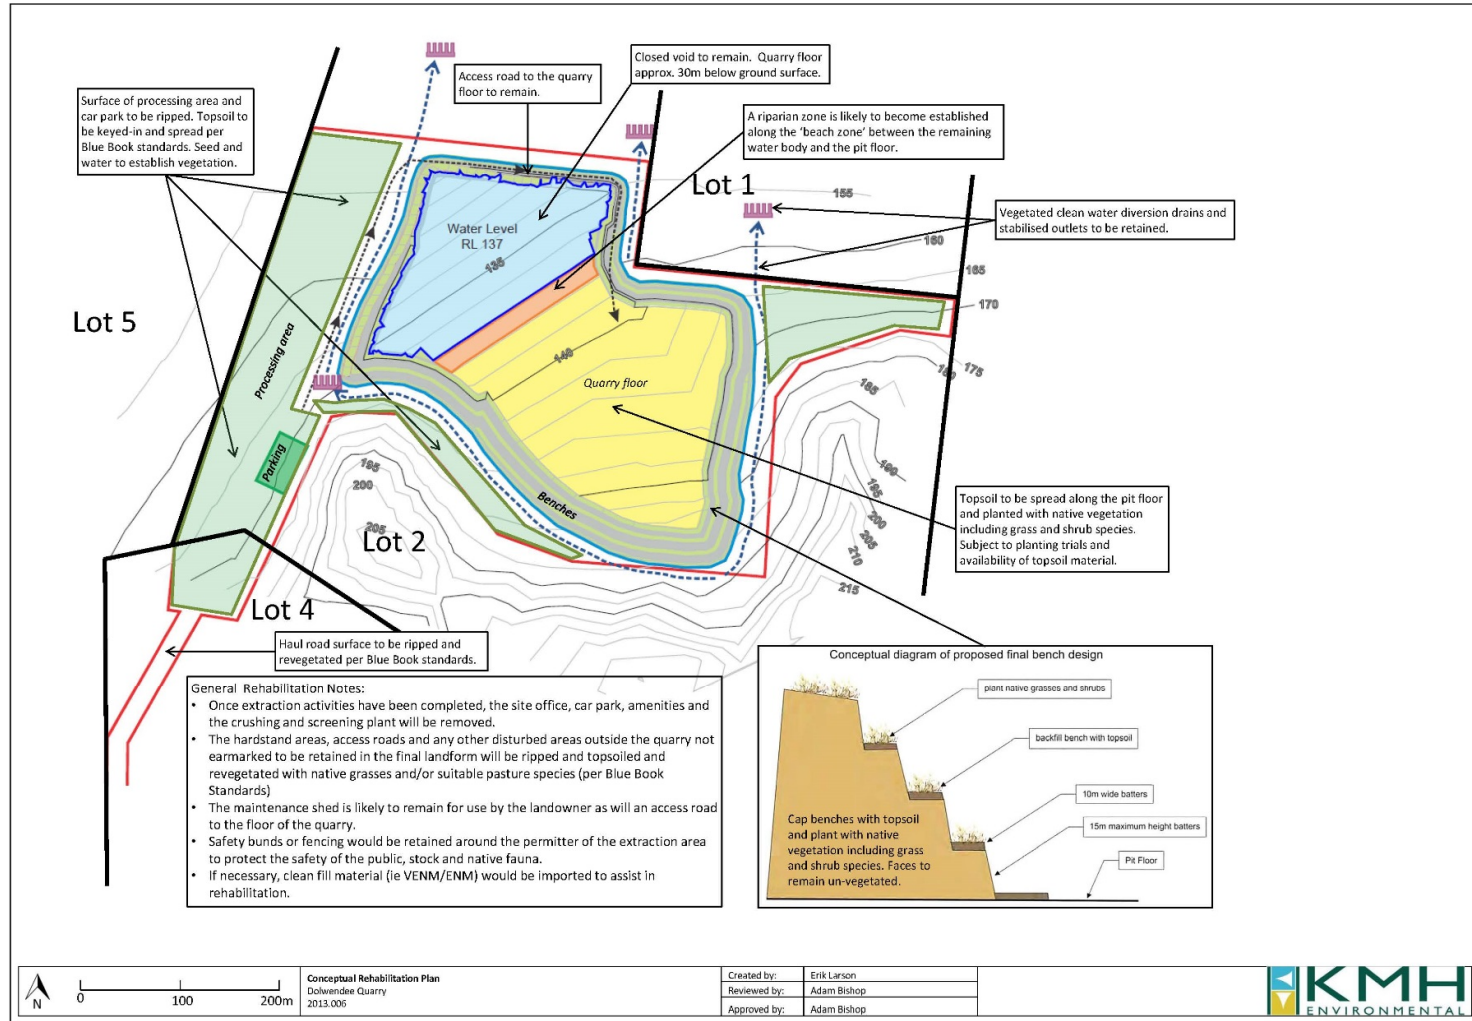 Closed void to remain. Quarry floor
approx. 30m below ground surface.
Access road to the quarry
floor to remain.
Surface of processing area and
car park to be ripped. Topsoil to
be keyed-in and spread per
Blue Book standards. Seed and
water to establish vegetation.
A riparian zone is likely to become established
along the 'beach zone' between the remaining
water body and the pit floor.
Lot 1
155
Vegetated clean water diversion drains and
stabilised outlets to be retained.
Water Level
RL 137
135
160
165
170
Lot 5
Processing area
140
Quarry floor
175
180
185
190
195
200
205
210
215
Parking
195
200
205
Benches
Lot 2
Topsoil to be spread along the pit floor
and planted with native vegetation
including grass and shrub species.
Subject to planting trials and
availability of topsoil material.
Lot 4
Haul road surface to be ripped and
revegetated per Blue Book standards.
General Rehabilitation Notes:
• Once extraction activities have been completed, the site office, car park, amenities and
the crushing and screening plant will be removed.
• The hardstand areas, access roads and any other disturbed areas outside the quarry not
earmarked to be retained in the final landform will be ripped and topsoiled and
revegetated with native grasses and/or suitable pasture species (per Blue Book
Standards)
• The maintenance shed is likely to remain for use by the landowner as will an access road
to the floor of the quarry.
• Safety bunds or fencing would be retained around the permitter of the extraction area
to protect the safety of the public, stock and native fauna.
• If necessary, clean fill material (ie VENM/ENM) would be imported to assist in
rehabilitation.
Conceptual diagram of proposed final bench design
plant native grasses and shrubs
backfill bench with topsoil
10m wide batters
15m maximum height batters
Pit Floor
Cap benches with topsoil
and plant with native
vegetation including grass
and shrub species. Faces to
remain un-vegetated.
N
0 100 200m
Conceptual Rehabilitation Plan
Dolwendee Quarry
2013.006
Created by: Erik Larson
Reviewed by: Adam Bishop
Approved by: Adam Bishop
KMH
ENVIRONMENTAL